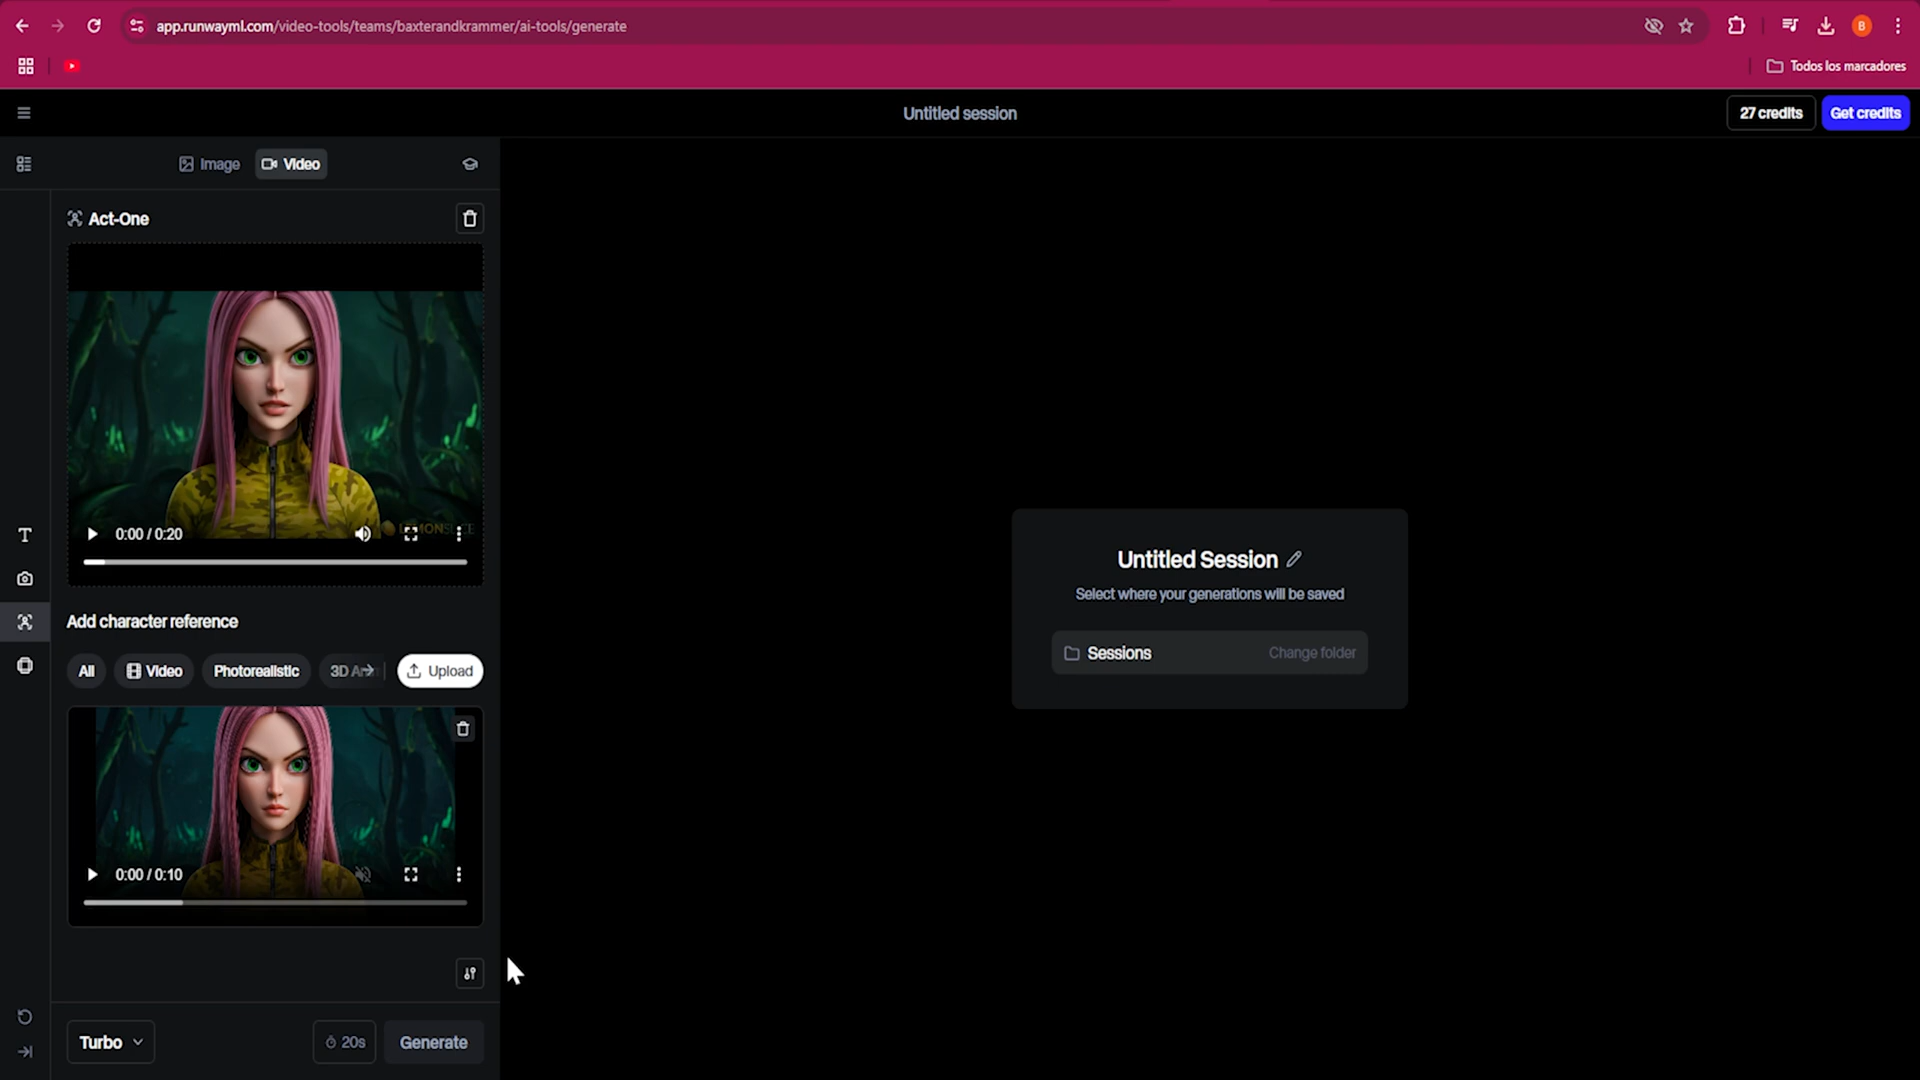 app.runwayml.com/video-tools/teams/baxterandkrammer/ai-tools/generate
B
Todos los marcadores
Untitled session
27 credits
Get credits
Image
Video
Act-One
0:00 / 0:20
Add character reference
All
Video
Photorealistic
3D
Upload
0:00 / 0:10
Untitled Session
Select where your generations will be saved
Sessions
Change folder
Turbo
20s
Generate